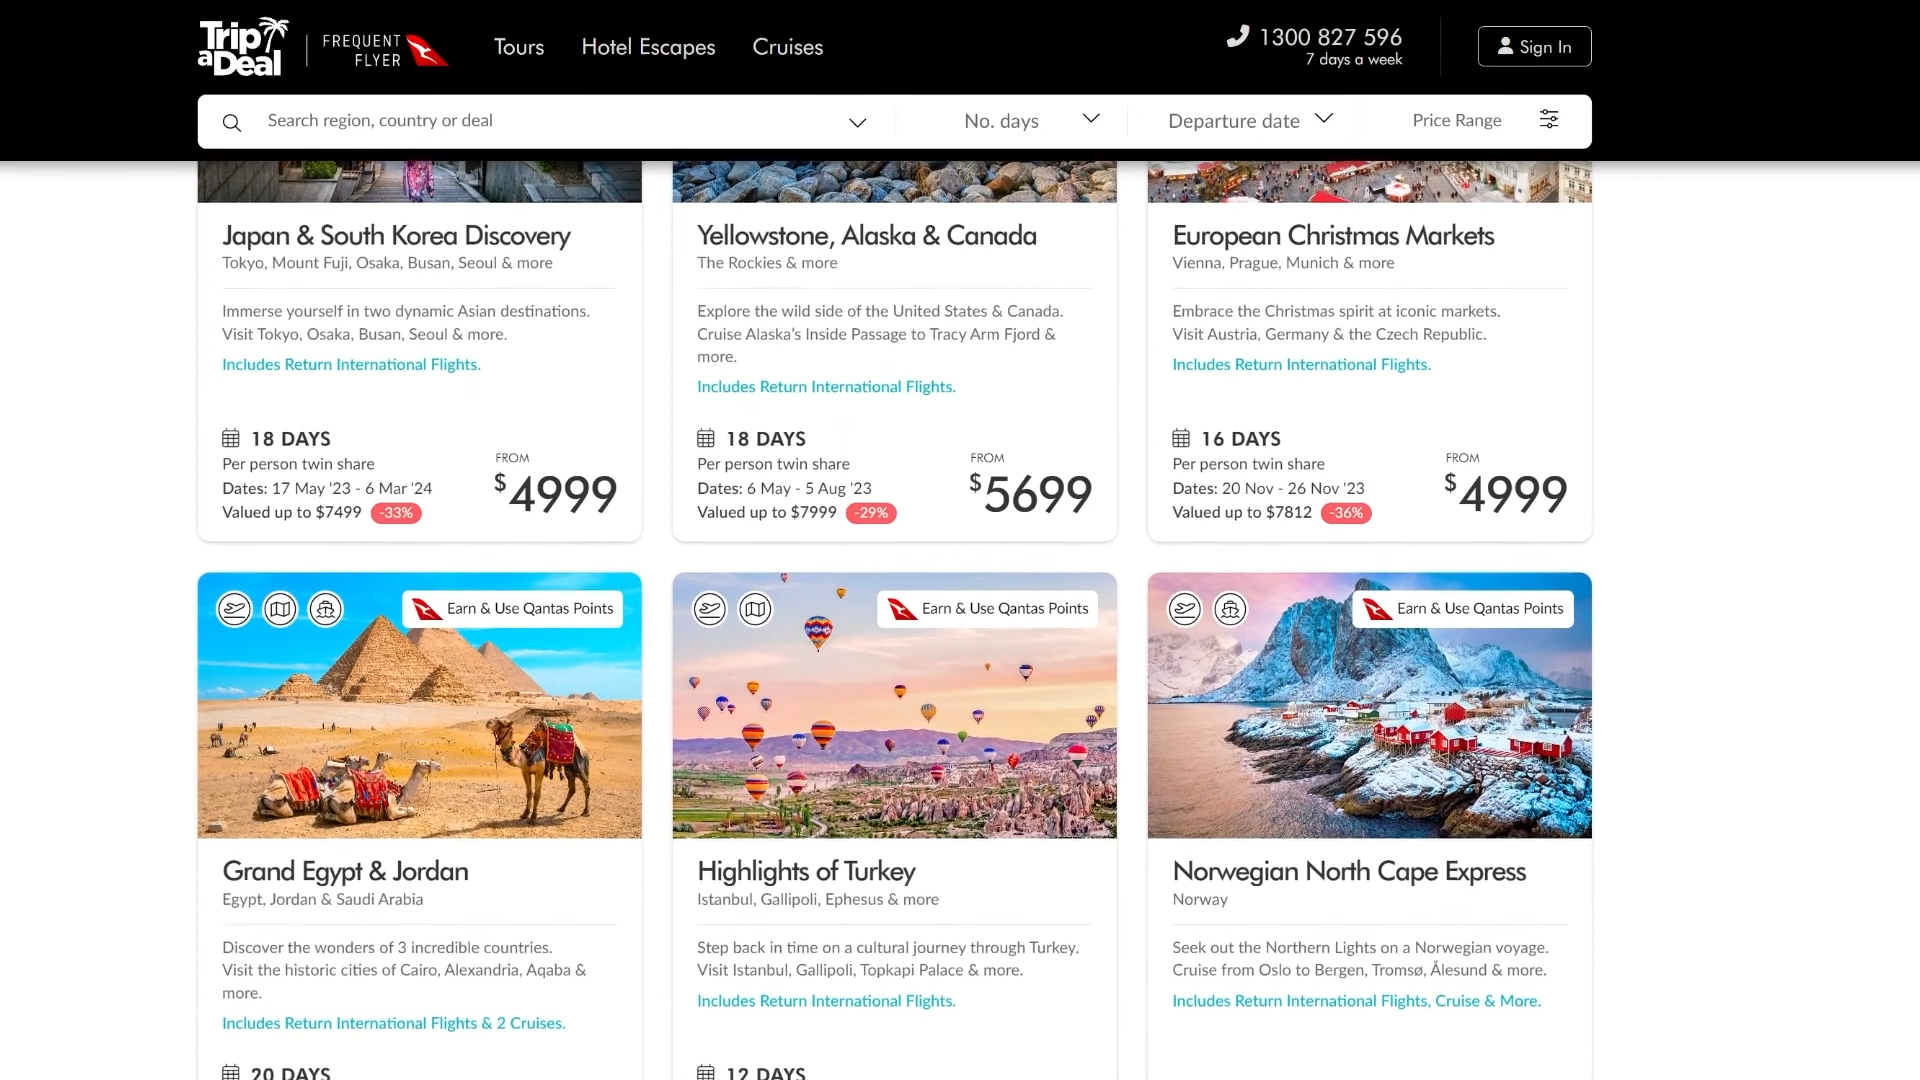 Trip
aDeal
FREQUENT
FLYER
Tours
Hotel Escapes
Cruises
1300 827 596
7 days a week
Sign In
Search region, country or deal
No. days
Departure date
Price Range
Japan & South Korea Discovery
Tokyo, Mount Fuji, Osaka, Busan, Seoul & more
Immerse yourself in two dynamic Asian destinations.
Visit Tokyo, Osaka, Busan, Seoul & more.
Includes Return International Flights.
18 DAYS
Per person twin share
Dates: 17 May '23 - 6 Mar '24
Valued up to $7499 -33%
FROM
$4999
Yellowstone, Alaska & Canada
The Rockies & more
Explore the wild side of the United States & Canada.
Cruise Alaska’s Inside Passage to Tracy Arm Fjord &
more.
Includes Return International Flights.
18 DAYS
Per person twin share
Dates: 6 May - 5 Aug '23
Valued up to $7999 -29%
FROM
$5699
European Christmas Markets
Vienna, Prague, Munich & more
Embrace the Christmas spirit at iconic markets.
Visit Austria, Germany & the Czech Republic.
Includes Return International Flights.
16 DAYS
Per person twin share
Dates: 20 Nov - 26 Nov '23
Valued up to $7812 -36%
FROM
$4999
Earn & Use Qantas Points
Grand Egypt & Jordan
Egypt, Jordan & Saudi Arabia
Discover the wonders of 3 incredible countries.
Visit the historic cities of Cairo, Alexandria, Aqaba &
more.
Includes Return International Flights & 2 Cruises.
20 DAYS
Earn & Use Qantas Points
Highlights of Turkey
Istanbul, Gallipoli, Ephesus & more
Step back in time on a cultural journey through Turkey.
Visit Istanbul, Gallipoli, Topkapi Palace & more.
Includes Return International Flights.
12 DAYS
Earn & Use Qantas Points
Norwegian North Cape Express
Norway
Seek out the Northern Lights on a Norwegian voyage.
Cruise from Oslo to Bergen, Tromsø, Ålesund & more.
Includes Return International Flights, Cruise & More.